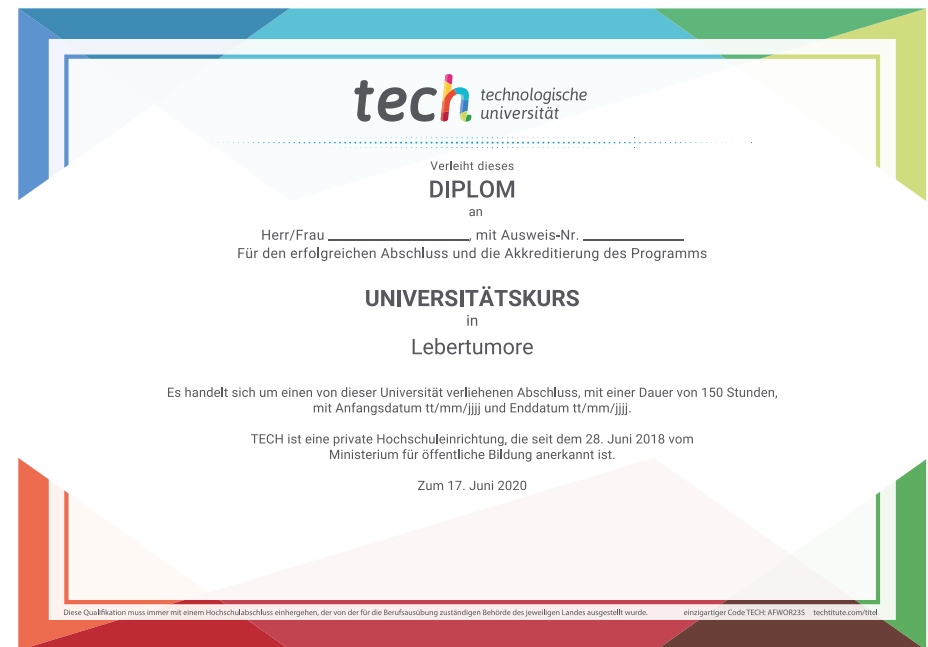 tech technologische
universität
Verleiht dieses
DIPLOM
an
Herr/Frau ____________, mit Ausweis-Nr. ____________
Für den erfolgreichen Abschluss und die Akkreditierung des Programms
UNIVERSITÄTSKURS
in
Lebertumore
Es handelt sich um einen von dieser Universität verliehenen Abschluss, mit einer Dauer von 150 Stunden,
mit Anfangsdatum tt/mm/jjjj und Enddatum tt/mm/jjjj.
TECH ist eine private Hochschuleinrichtung, die seit dem 28. Juni 2018 vom
Ministerium für öffentliche Bildung anerkannt ist.
Zum 17. Juni 2020
Diese Qualifikation muss immer mit einem Hochschulabschluss einhergehen, der von der für die Berufsausübung zuständigen Behörde des jeweiligen Landes ausgestellt wurde. einzigartiger Code TECH: AFWOR23S techtitute.com/titel